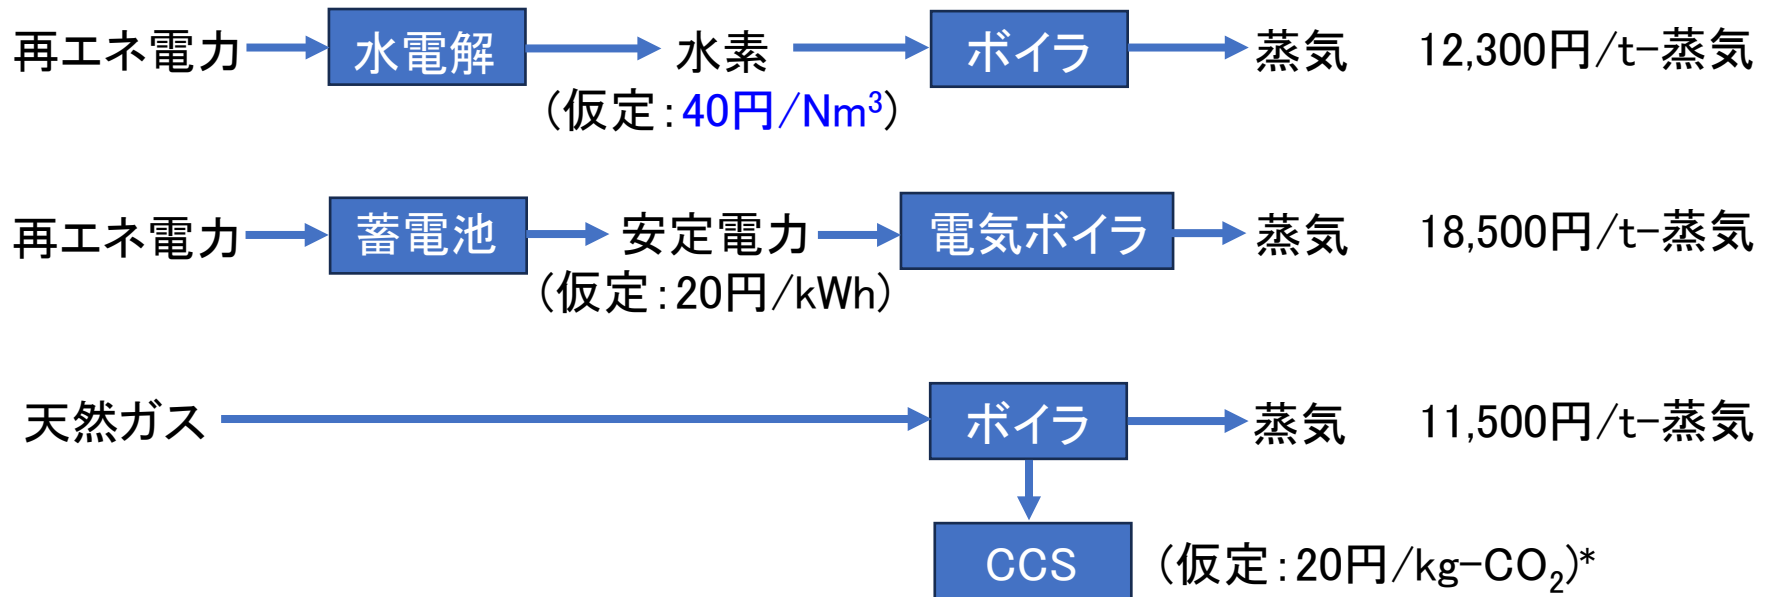 再エネ電力 水電解 水素 ボイラ 蒸気 12,300円/t-蒸気
(仮定:40円/Nm³)
再エネ電力 蓄電池 安定電力 電気ボイラ 蒸気 18,500円/t-蒸気
(仮定:20円/kWh)
天然ガス ボイラ 蒸気 11,500円/t-蒸気
CCS (仮定:20円/kg-CO₂)*